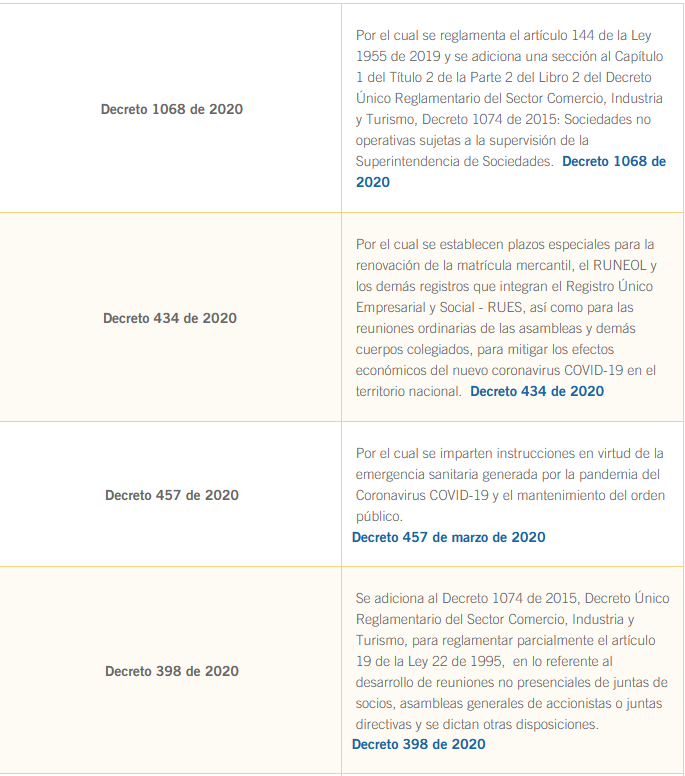 Decreto 1068 de 2020
Por el cual se reglamenta el artículo 144 de la Ley
1955 de 2019 y se adiciona una sección al Capítulo
1 del Título 2 de la Parte 2 del Libro 2 del Decreto
Único Reglamentario del Sector Comercio, Industria
y Turismo, Decreto 1074 de 2015: Sociedades no
operativas sujetas a la supervisión de la
Superintendencia de Sociedades. Decreto 1068 de
2020
Decreto 434 de 2020
Por el cual se establecen plazos especiales para la
renovación de la matrícula mercantil, el RUNEOL y
los demás registros que integran el Registro Único
Empresarial y Social - RUES, así como para las
reuniones ordinarias de las asambleas y demás
cuerpos colegiados, para mitigar los efectos
económicos del nuevo coronavirus COVID-19 en el
territorio nacional. Decreto 434 de 2020
Decreto 457 de 2020
Por el cual se imparten instrucciones en virtud de la
emergencia sanitaria generada por la pandemia del
Coronavirus COVID-19 y el mantenimiento del orden
público.
Decreto 457 de marzo de 2020
Decreto 398 de 2020
Se adiciona al Decreto 1074 de 2015, Decreto Único
Reglamentario del Sector Comercio, Industria y
Turismo, para reglamentar parcialmente el artículo
19 de la Ley 22 de 1995, en lo referente al
desarrollo de reuniones no presenciales de juntas de
socios, asambleas generales de accionistas o juntas
directivas y se dictan otras disposiciones.
Decreto 398 de 2020